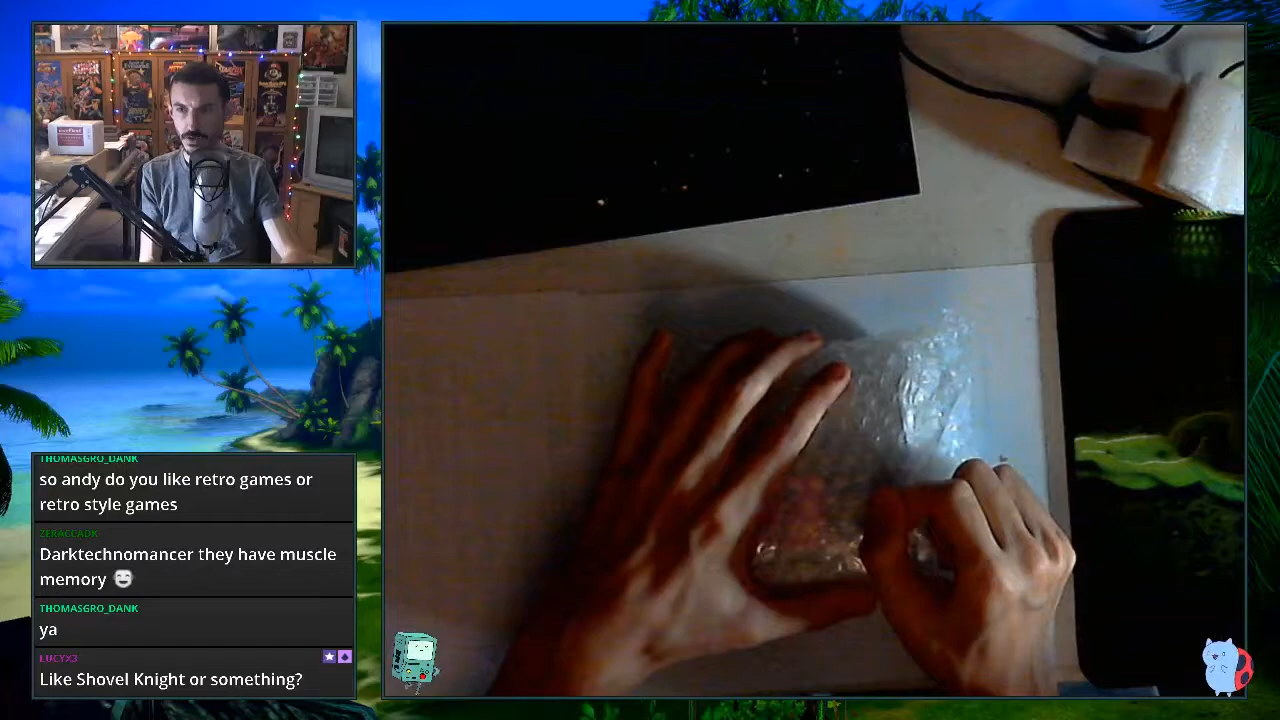 THOMASGRO_DANK
so andy do you like retro games or
retro style games
ZERACCADK
Darktechnomancer they have muscle
memory
THOMASGRO_DANK
ya
LUCYX3
Like Shovel Knight or something?